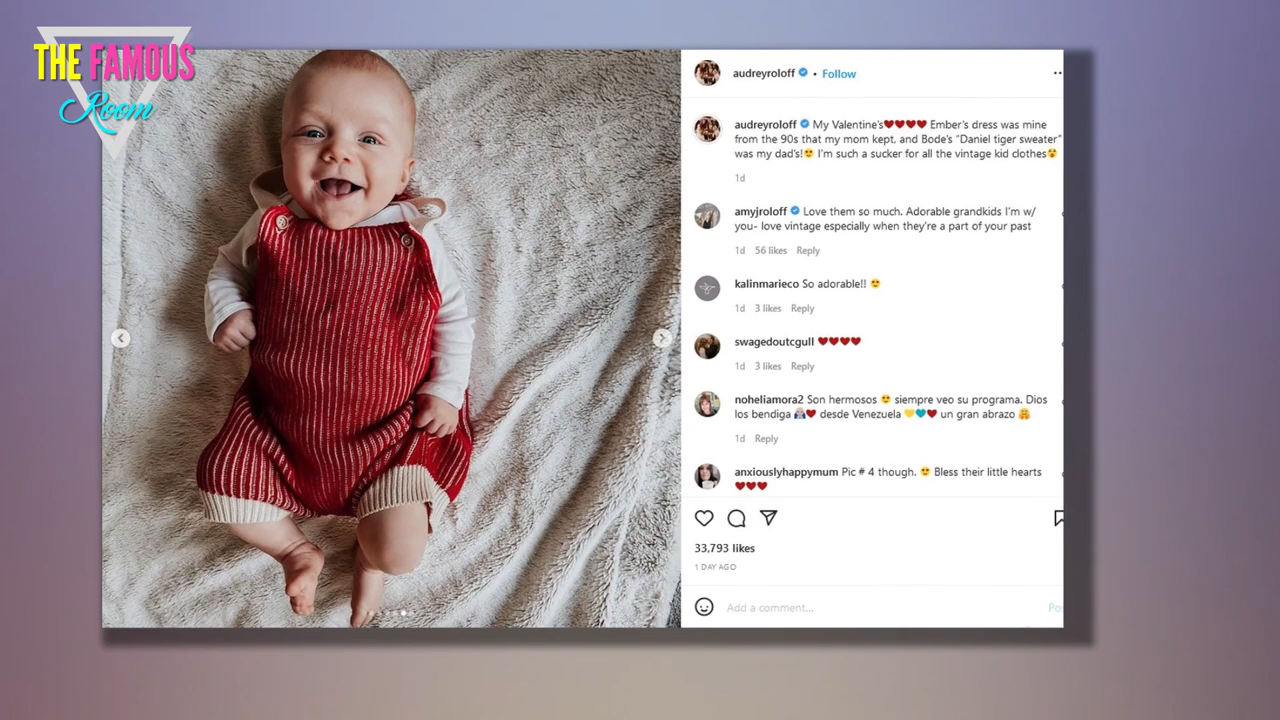 THE FAMOUS
Room
audreyroloff • Follow
audreyroloff My Valentine's❤❤❤❤ Ember's dress was mine
from the 90s that my mom kept, and Bode's "Daniel tiger sweater"
was my dad's!😍 I'm such a sucker for all the vintage kid clothes😲
1d
amyjroloff Love them so much. Adorable grandkids I'm w/
you- love vintage especially when they're a part of your past
1d 56 likes Reply
kalinmarieco So adorable!! 😍
1d 3 likes Reply
swagedoutcgull ❤❤❤❤
1d 3 likes Reply
noheliamora2 Son hermosos 😍 siempre veo su programa. Dios
los bendiga 🙏❤ desde Venezuela 💛💙❤ un gran abrazo 🤗
1d Reply
anxiouslyhappymum Pic # 4 though. 😍 Bless their little hearts
❤❤❤
33,793 likes
1 DAY AGO
Add a comment...